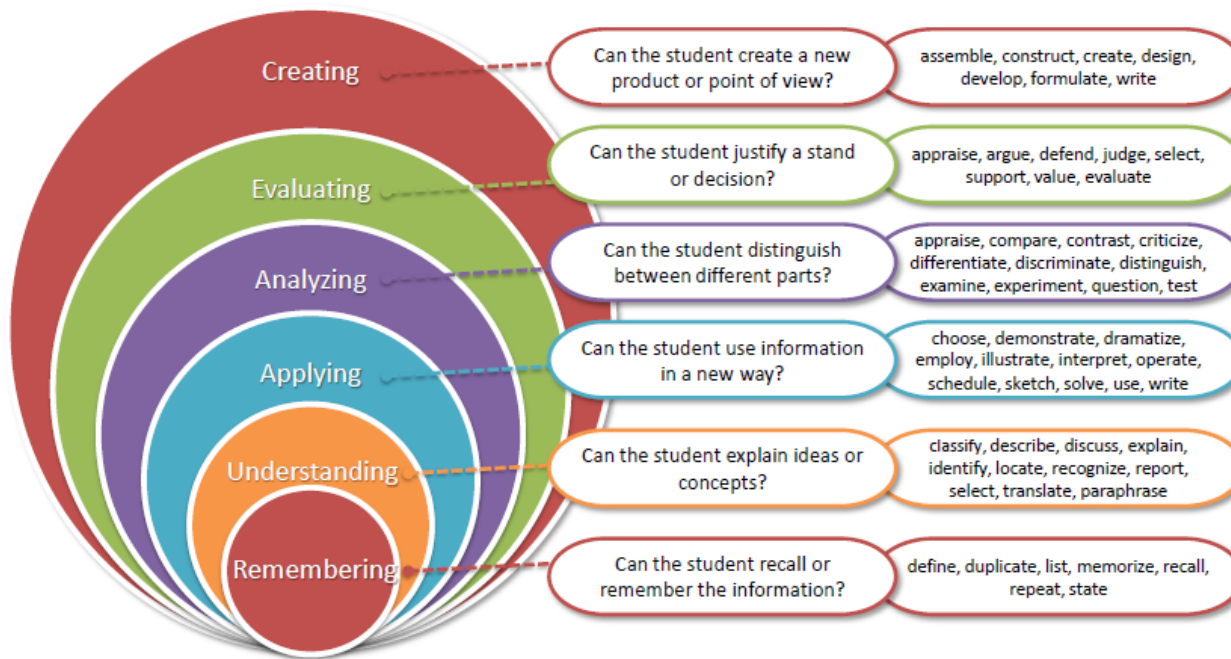 Creating
Can the student create a new
product or point of view?
assemble, construct, create, design,
develop, formulate, write
Evaluating
Can the student justify a stand
or decision?
appraise, argue, defend, judge, select,
support, value, evaluate
Analyzing
Can the student distinguish
between different parts?
appraise, compare, contrast, criticize,
differentiate, discriminate, distinguish,
examine, experiment, question, test
Applying
Can the student use information
in a new way?
choose, demonstrate, dramatize,
employ, illustrate, interpret, operate,
schedule, sketch, solve, use, write
Understanding
Can the student explain ideas or
concepts?
classify, describe, discuss, explain,
identify, locate, recognize, report,
select, translate, paraphrase
Remembering
Can the student recall or
remember the information?
define, duplicate, list, memorize, recall,
repeat, state